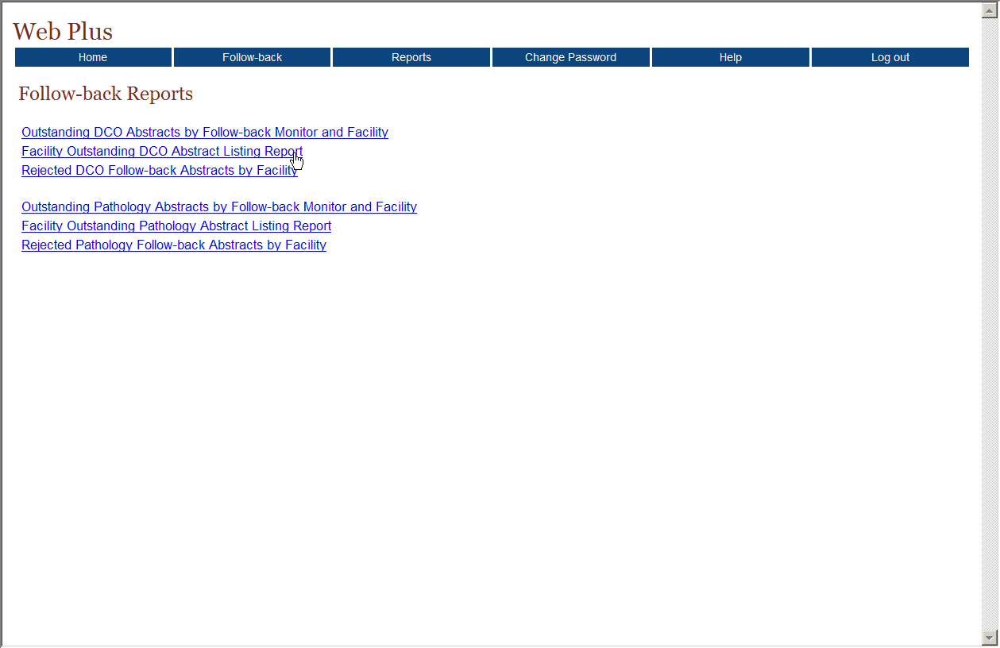 Web Plus
Home Follow-back Reports Change Password Help Log out
Follow-back Reports
Outstanding DCO Abstracts by Follow-back Monitor and Facility
Facility Outstanding DCO Abstract Listing Report
Rejected DCO Follow-back Abstracts by Facility
Outstanding Pathology Abstracts by Follow-back Monitor and Facility
Facility Outstanding Pathology Abstract Listing Report
Rejected Pathology Follow-back Abstracts by Facility